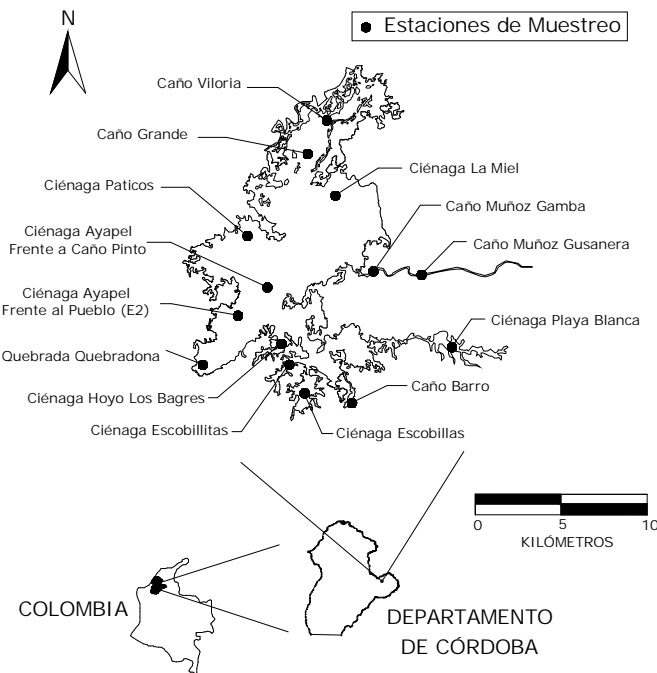 N
Estaciones de Muestreo
Caño Viloria
Caño Grande
Ciénaga La Miel
Ciénaga Paticos
Caño Muñoz Gamba
Ciénaga Ayapel
Frente a Caño Pinto
Caño Muñoz Gusanera
Ciénaga Ayapel
Frente al Pueblo (E2)
Ciénaga Playa Blanca
Quebrada Quebradona
Caño Barro
Ciénaga Hoyo Los Bagres
Ciénaga Escobillitas
Ciénaga Escobillas
0 5 10
KILÓMETROS
COLOMBIA
DEPARTAMENTO
DE CÓRDOBA